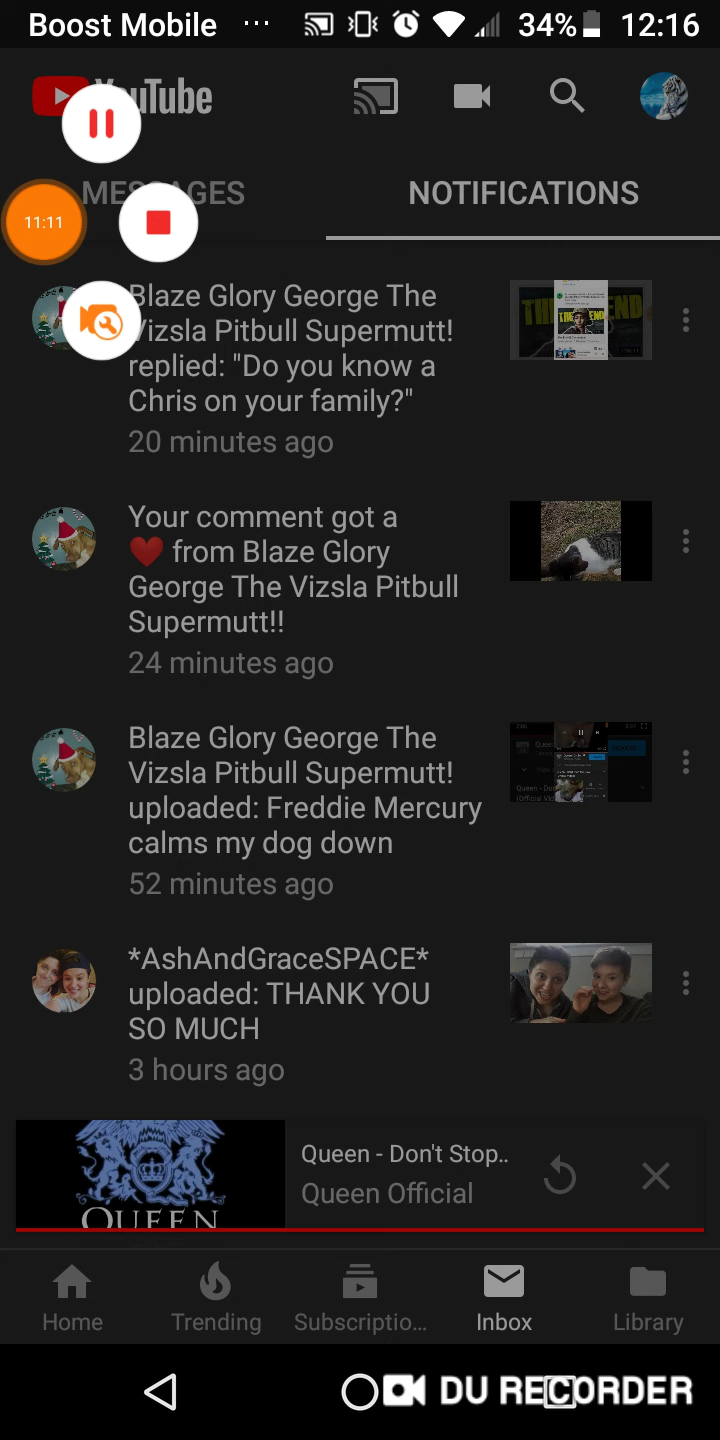 Boost Mobile ... 34% 12:16
YouTube
MESSAGES NOTIFICATIONS
11:11
Blaze Glory George The
Vizsla Pitbull Supermutt!
replied: "Do you know a
Chris on your family?"
20 minutes ago
THE END
Your comment got a
❤️ from Blaze Glory
George The Vizsla Pitbull
Supermutt!!
24 minutes ago
Blaze Glory George The
Vizsla Pitbull Supermutt!
uploaded: Freddie Mercury
calms my dog down
52 minutes ago
*AshAndGraceSPACE*
uploaded: THANK YOU
SO MUCH
3 hours ago
QUEEN
Queen - Don't Stop..
Queen Official
Home Trending Subscriptio... Inbox Library
DU RECORDER